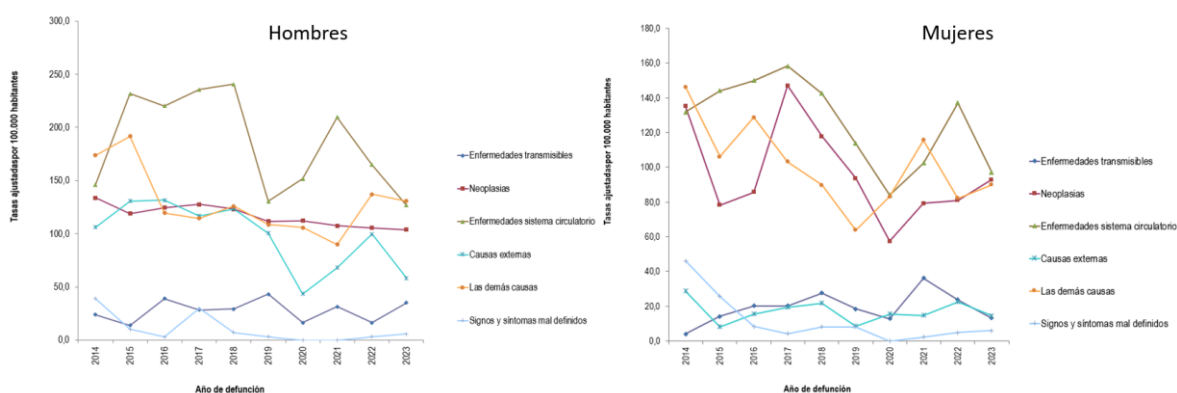 Hombres
Tasas ajustadaspor 100.000 habitantes
300,0
250,0
200,0
150,0
100,0
50,0
0,0
2014
2015
2016
2017
2018
2019
2020
2021
2022
2023
Año de defunción
Enfermedades transmisibles
Neoplasias
Enfermedades sistema circulatorio
Causas externas
Las demás causas
Signos y síntomas mal definidos
Mujeres
Tasas ajustadaspor 100.000 habitantes
180,0
160,0
140,0
120,0
100,0
80,0
60,0
40,0
20,0
0,0
2014
2015
2016
2017
2018
2019
2020
2021
2022
2023
Año de defunción
Enfermedades transmisibles
Neoplasias
Enfermedades sistema circulatorio
Causas externas
Las demás causas
Signos y síntomas mal definidos